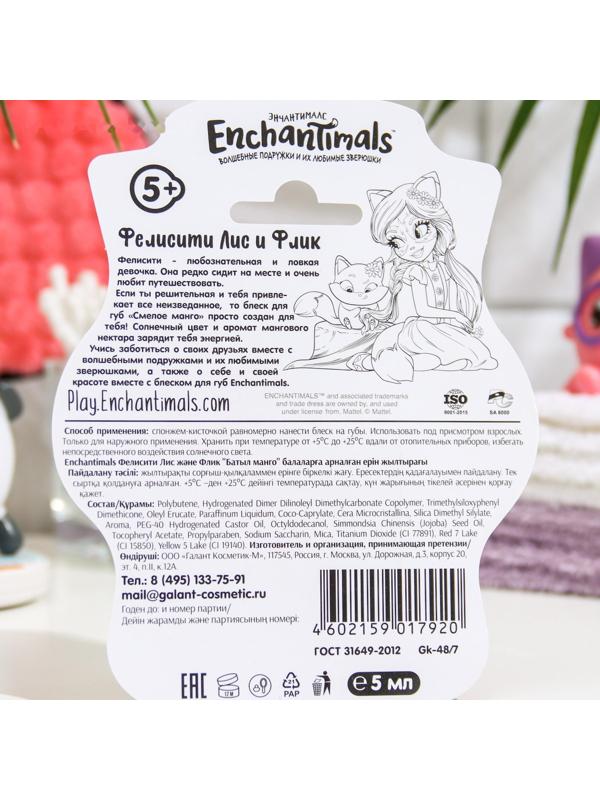 ЭНЧАНТИМАЛС
Enchantimals™
ВОЛШЕБНЫЕ ПОДРУЖКИ И ИХ ЛЮБИМЫЕ ЗВЕРЮШКИ
5+
Фелисити Лис и Флик
Фелисити - любознательная и ловкая
девочка. Она редко сидит на месте и очень
любит путешествовать.
Если ты решительная и тебя привле-
кает все неизведанное, то блеск для
губ «Смелое манго» просто создан для
тебя! Солнечный цвет и аромат мангового
нектара зарядит тебя энергией.
Учись заботиться о своих друзьях вместе с
волшебными подружками и их любимыми
зверюшками, а также о себе и своей
красоте вместе с блеском для губ Enchantimals.
Play.Enchantimals.com
ENCHANTIMALS™ and associated trademarks
and trade dress are owned by, and used
under license from, Mattel. © Mattel.
ISO
9001-2015
SA 8000
Способ применения: спонжем-кисточкой равномерно нанести блеск на губы. Использовать под присмотром взрослых.
Только для наружного применения. Хранить при температуре от +5°С до +25°С вдали от отопительных приборов, избегать
непосредственного воздействия солнечного света.
Enchantimals Фелисити Лис және Флик "Батыл манго" балаларға арналған ерін жылтырағы
Пайдалану тәсілі: жылтырақты сорғыш-қылқаламмен ерінге біркелкі жағу. Ересектердің қадағалауымен пайдалану. Тек
сыртқа қолдануға арналған. +5°С –ден +25°С дейінгі температурада сақтау, күн жарығының тікелей әсерінен қорғау
қажет.
Состав/Құрамы: Polybutene, Hydrogenated Dimer Dilinoleyl Dimethylcarbonate Copolymer, Trimethylsiloxyphenyl
Dimethicone, Oleyl Erucate, Paraffinum Liquidum, Coco-Caprylate, Cera Microcristallina, Silica Dimethyl Silylate,
Aroma, PEG-40 Hydrogenated Castor Oil, Octyldodecanol, Simmondsia Chinensis (Jojoba) Seed Oil,
Tocopheryl Acetate, Propylparaben, Sodium Saccharin, Mica, Titanium Dioxide (CI 77891), Red 7 Lake
(CI 15850), Yellow 5 Lake (CI 19140). Изготовитель и организация, принимающая претензии/
Өндіруші: ООО «Галант Косметик-М», 117545, Россия, г. Москва, ул. Дорожная, д.3, корпус 20,
эт. 4, п.II, к.12А.
Тел.: 8 (495) 133-75-91
mail@galant-cosmetic.ru
Годен до: и номер партии/
Дейін жарамды және партиясының нөмірі:
4 602159 017920
ГОСТ 31649-2012 Gk-48/7
ЕАС
17 М
21
PAP
e 5 мл